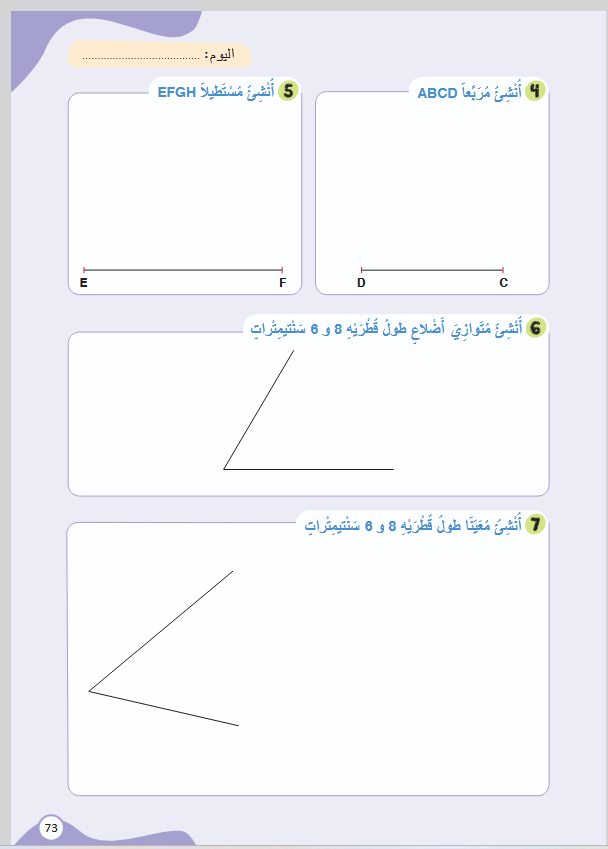 اليوم: ......................................
4 أُنْشِئُ مُرَبَّعاً ABCD
D C
5 أُنْشِئُ مُسْتَطيلاً EFGH
E F
6 أُنْشِئُ مُتَوازِيَ أَضْلاعٍ طولُ قُطْرَيْهِ 8 و 6 سَنْتيمِتْراتٍ
7 أُنْشِئُ مُعَيَّنًا طولُ قُطْرَيْهِ 8 و 6 سَنْتيمِتْراتٍ
73